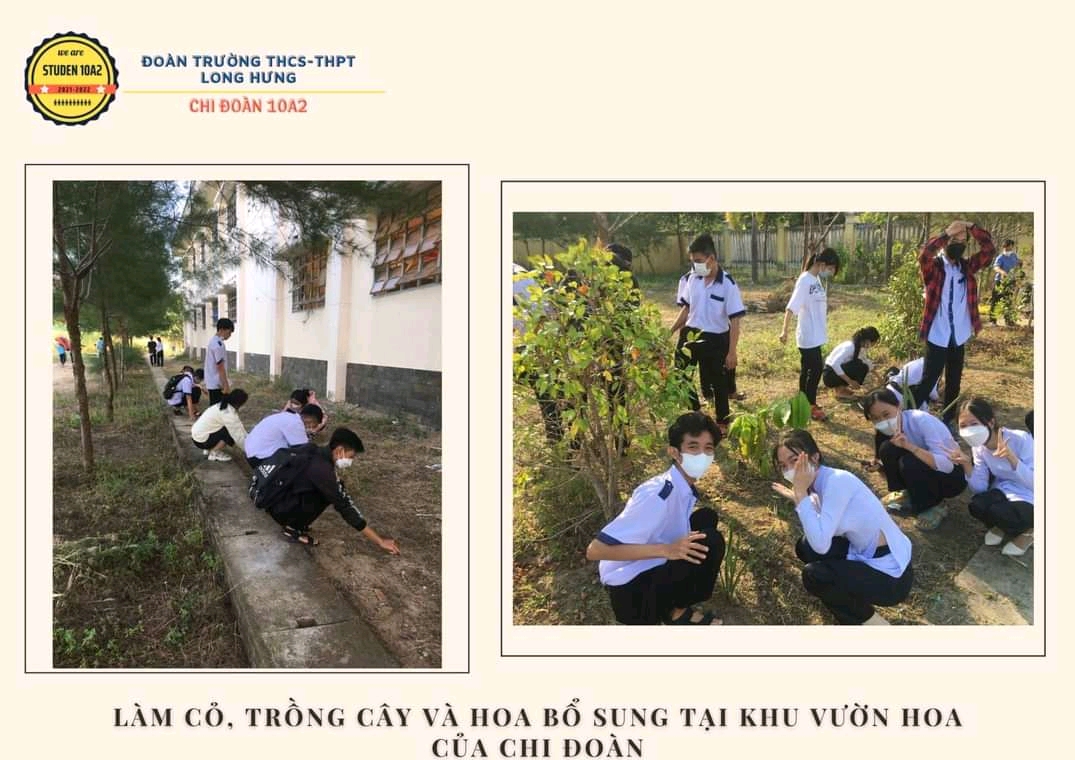 we are
STUDEN 10A2
2021-2022
ĐOÀN TRƯỜNG THCS-THPT
LONG HƯNG
CHI ĐOÀN 10A2
LÀM CỎ, TRỒNG CÂY VÀ HOA BỔ SUNG TẠI KHU VƯỜN HOA
CỦA CHI ĐOÀN